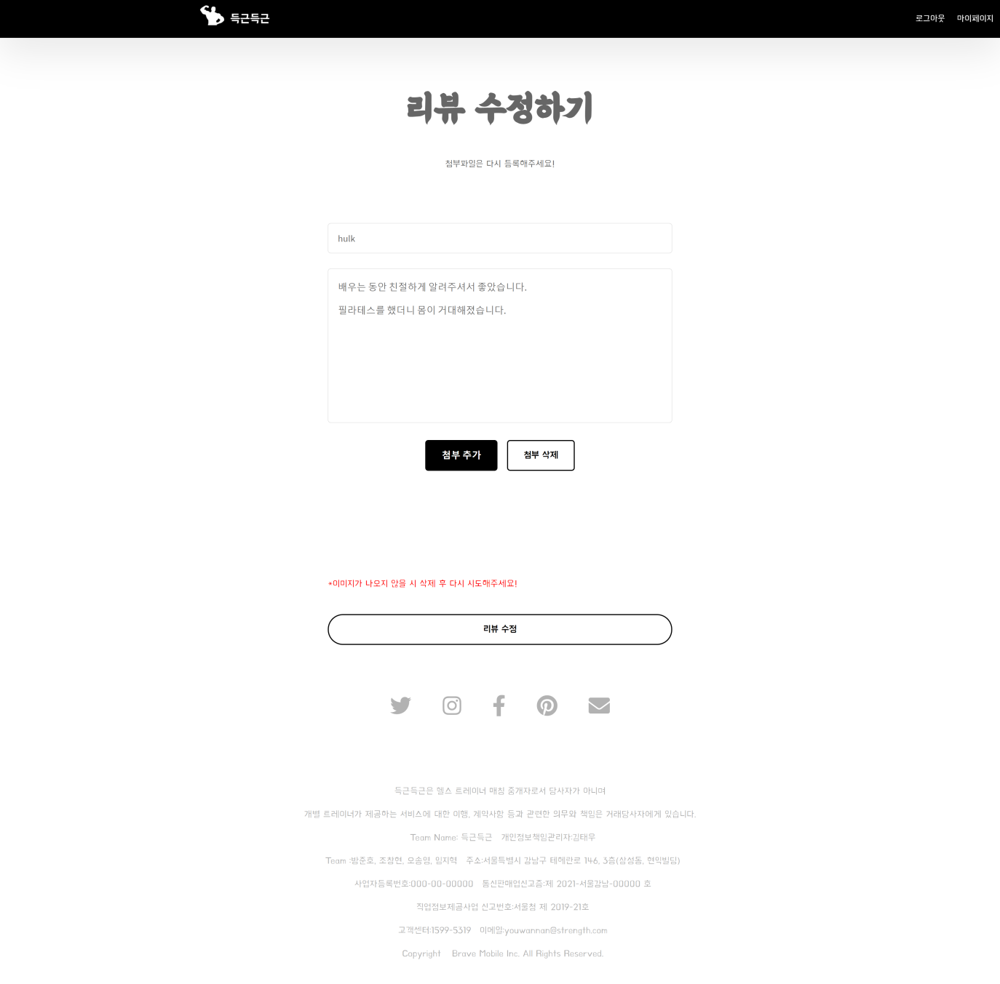 득근득근
로그아웃 마이페이지
리뷰 수정하기
첨부파일은 다시 등록해주세요!
hulk
배우는 동안 친절하게 알려주셔서 좋았습니다.
필라테스를 했더니 몸이 거대해졌습니다.
첨부 추가 첨부 삭제
*이미지가 나오지 않을 시 삭제 후 다시 시도해주세요!
리뷰 수정
득근득근은 헬스 트레이너 매칭 중개자로서 당사자가 아니며
개별 트레이너가 제공하는 서비스에 대한 이행, 계약사항 등과 관련한 의무와 책임은 거래당사자에게 있습니다.
Team Name: 득근득근 개인정보책임관리자:김태무
Team :방준호, 조창현, 모송염, 임지혁 주소:서울특별시 강남구 테헤란로 146, 3층(삼성동, 현익빌딩)
사업자등록번호:000-00-00000 통신판매업신고증:제 2021-서울강남-00000 호
직업정보제공사업 신고번호:서울청 제 2019-21호
고객센터:1599-5319 이메일:youwannan@strength.com
Copyright Brave Mobile Inc. All Rights Reserved.